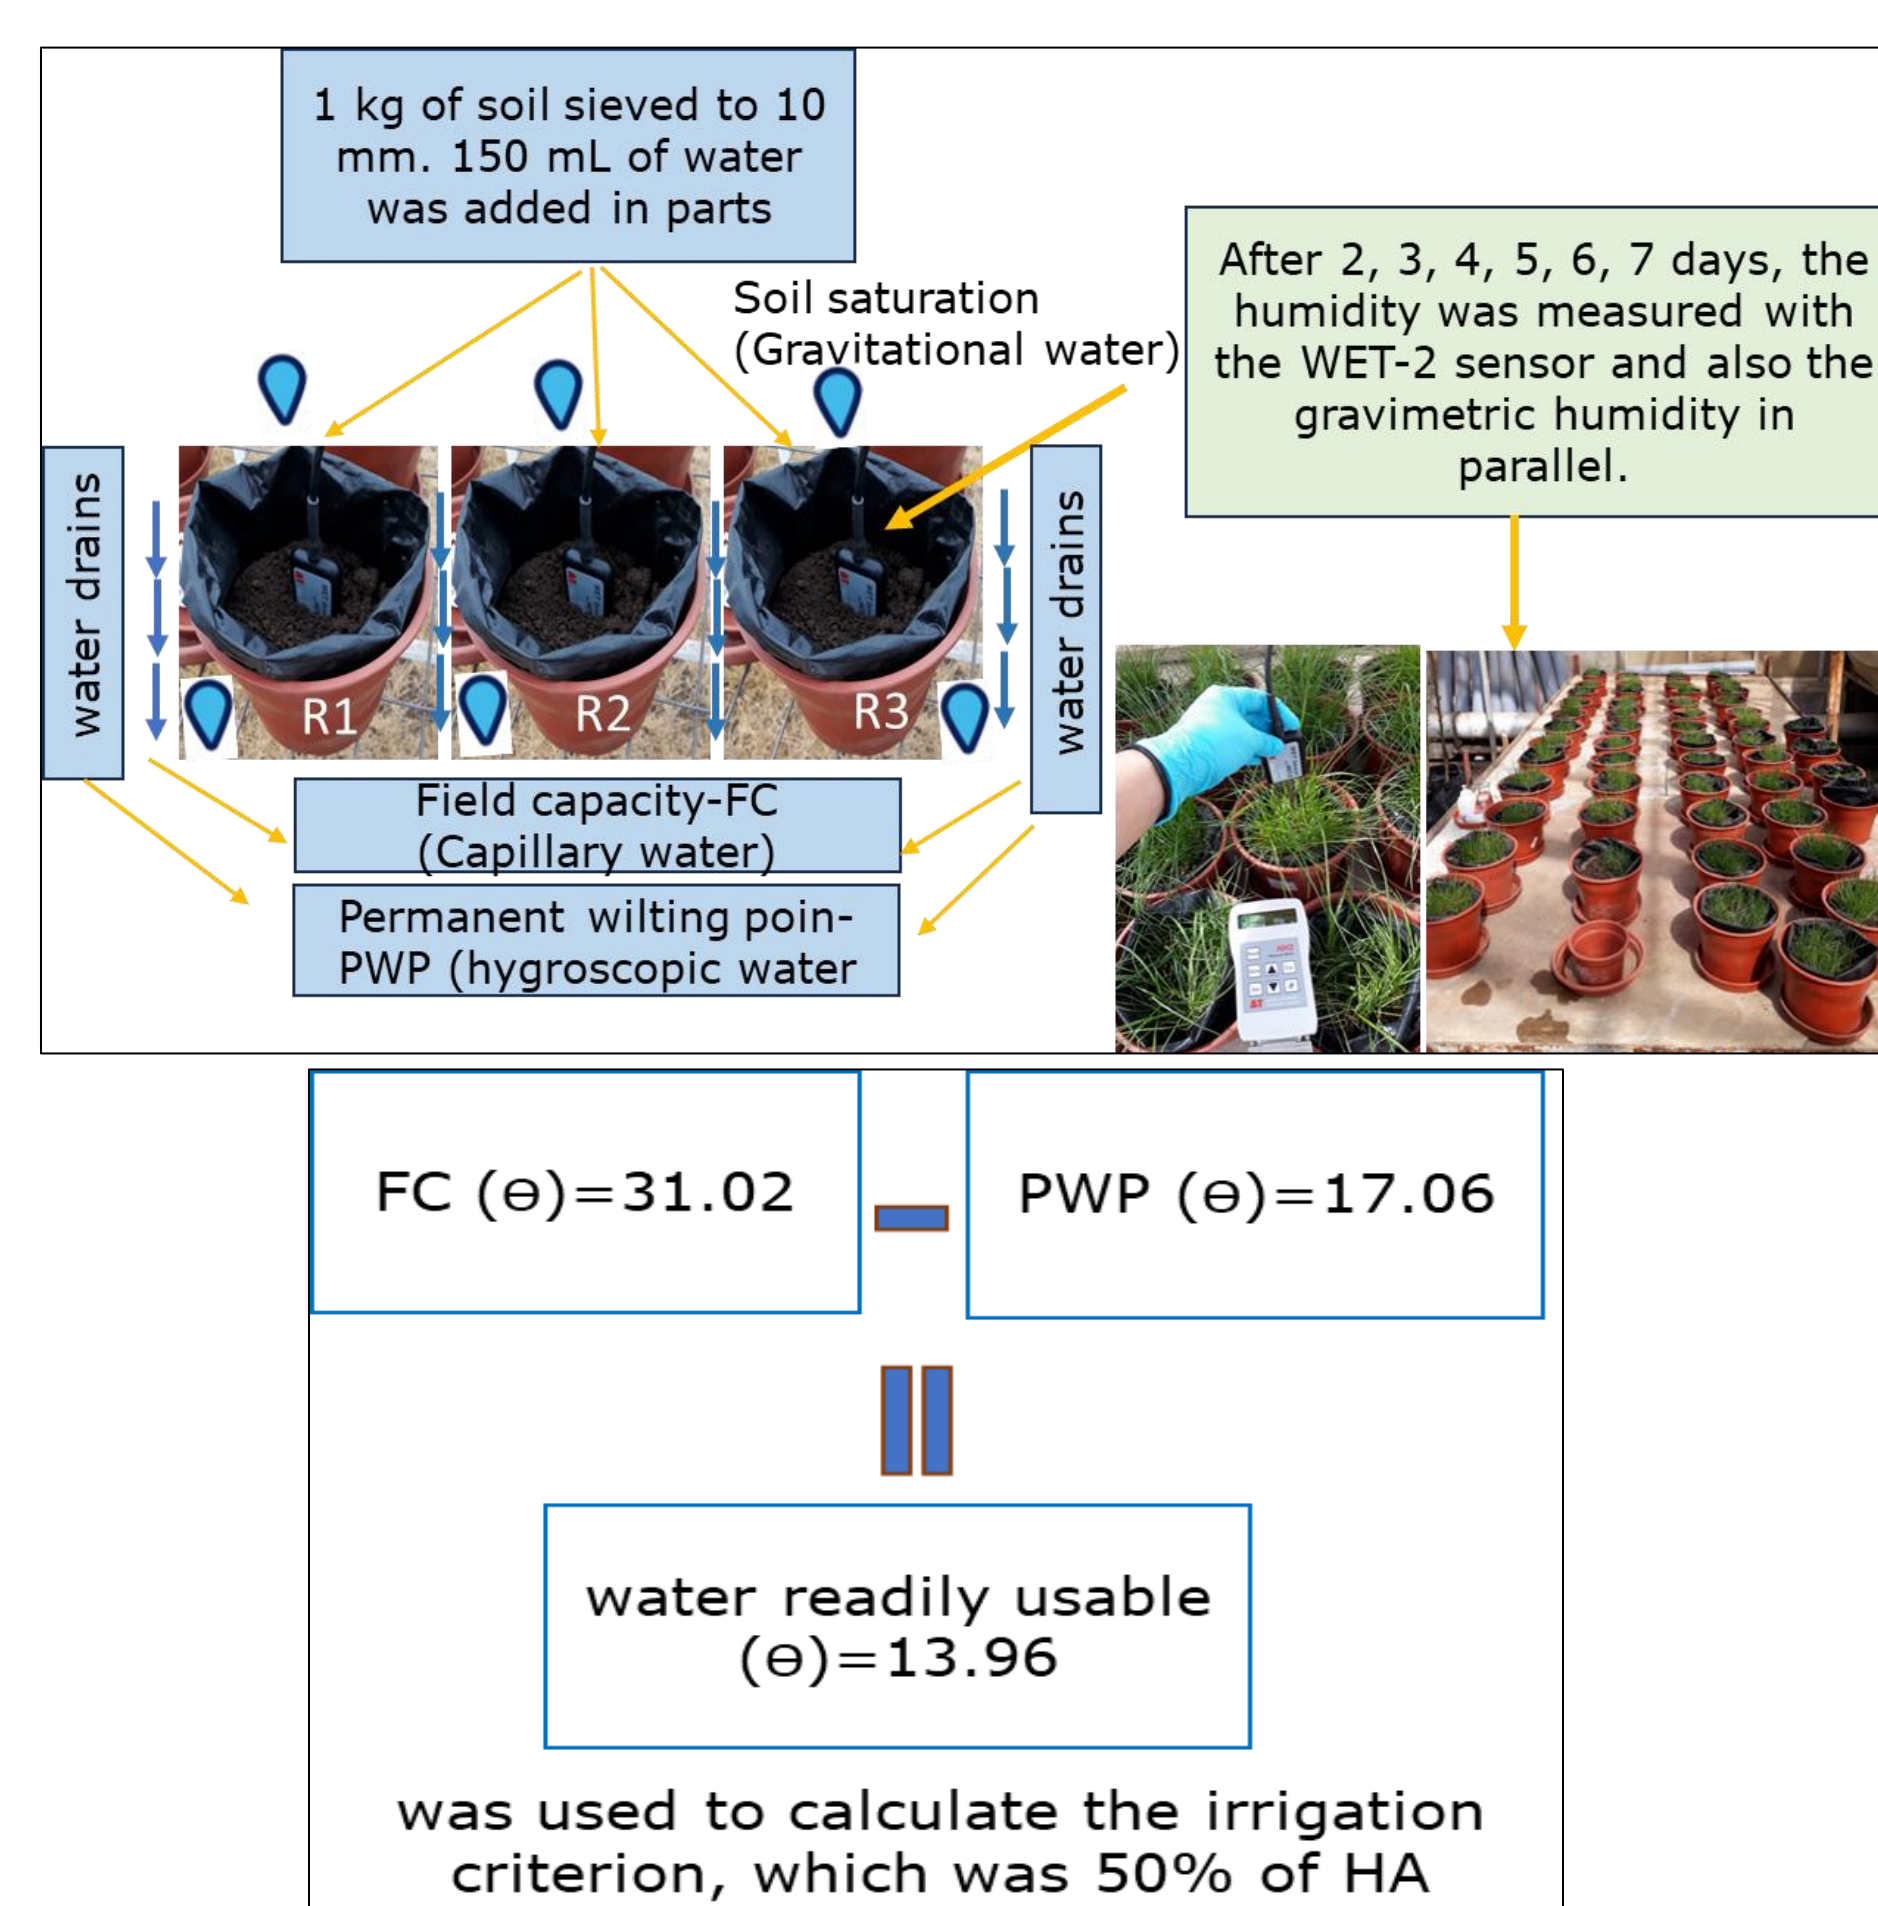 1 kg of soil sieved to 10
mm. 150 mL of water
was added in parts
Soil saturation
(Gravitational water)
After 2, 3, 4, 5, 6, 7 days, the
humidity was measured with
the WET-2 sensor and also the
gravimetric humidity in
parallel.
water drains
R1
R2
R3
water drains
Field capacity-FC
(Capillary water)
Permanent wilting poin-
PWP (hygroscopic water
FC (ө)=31.02
PWP (ө)=17.06
water readily usable
(ө)=13.96
was used to calculate the irrigation
criterion, which was 50% of HA